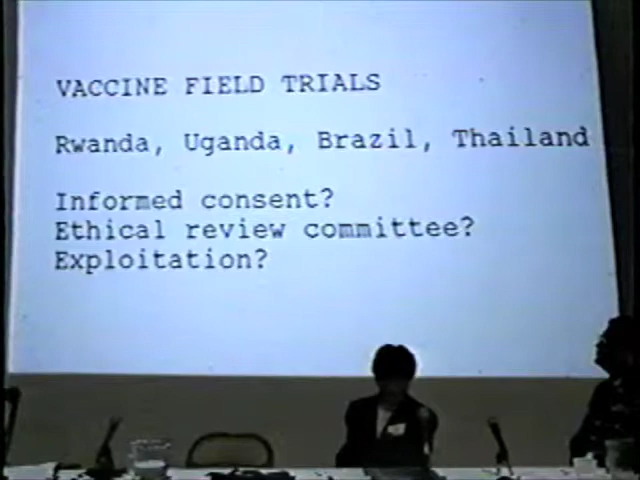 VACCINE FIELD TRIALS
Rwanda, Uganda, Brazil, Thailand
Informed consent?
Ethical review committee?
Exploitation?